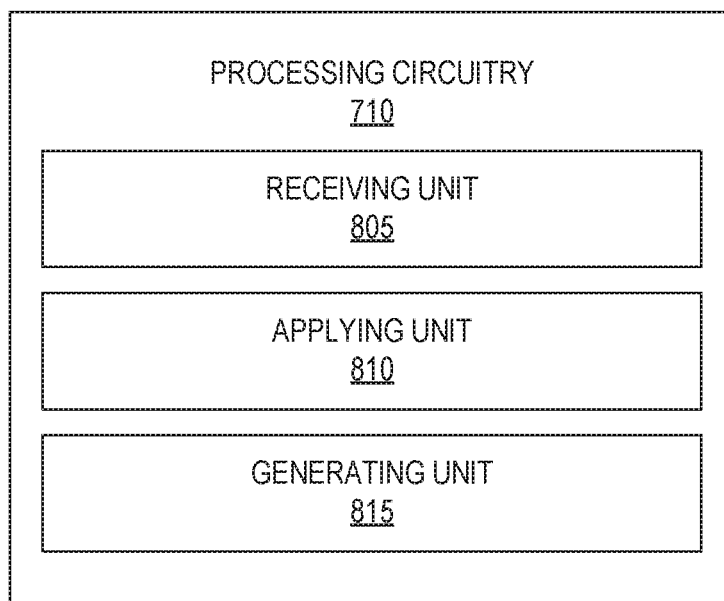 PROCESSING CIRCUITRY
710
RECEIVING UNIT
805
APPLYING UNIT
810
GENERATING UNIT
815